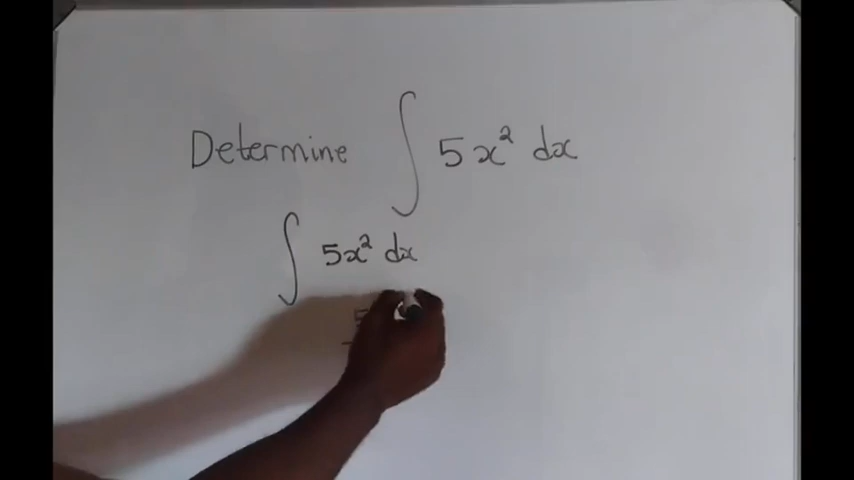 Determine ∫ 5x² dx
∫ 5x² dx